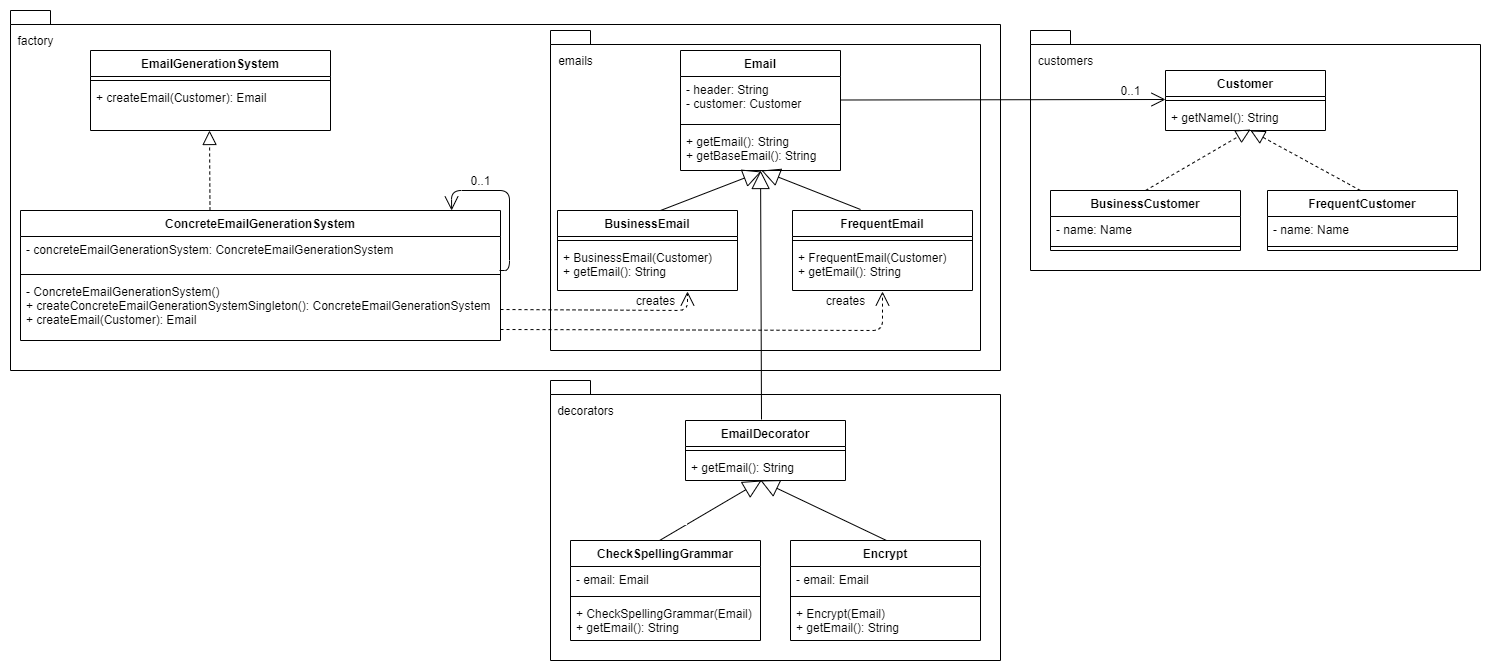 factory
EmailGenerationSystem
+ createEmail(Customer): Email
0..1
ConcreteEmailGenerationSystem
- concreteEmailGenerationSystem: ConcreteEmailGenerationSystem
- ConcreteEmailGenerationSystem()
+ createConcreteEmailGenerationSystemSingleton(): ConcreteEmailGenerationSystem
+ createEmail(Customer): Email
emails
Email
- header: String
- customer: Customer
+ getEmail(): String
+ getBaseEmail(): String
BusinessEmail
+ BusinessEmail(Customer)
+ getEmail(): String
creates
FrequentEmail
+ FrequentEmail(Customer)
+ getEmail(): String
creates
0..1
customers
Customer
+ getNamel(): String
BusinessCustomer
- name: Name
FrequentCustomer
- name: Name
decorators
EmailDecorator
+ getEmail(): String
CheckSpellingGrammar
- email: Email
+ CheckSpellingGrammar(Email)
+ getEmail(): String
Encrypt
- email: Email
+ Encrypt(Email)
+ getEmail(): String